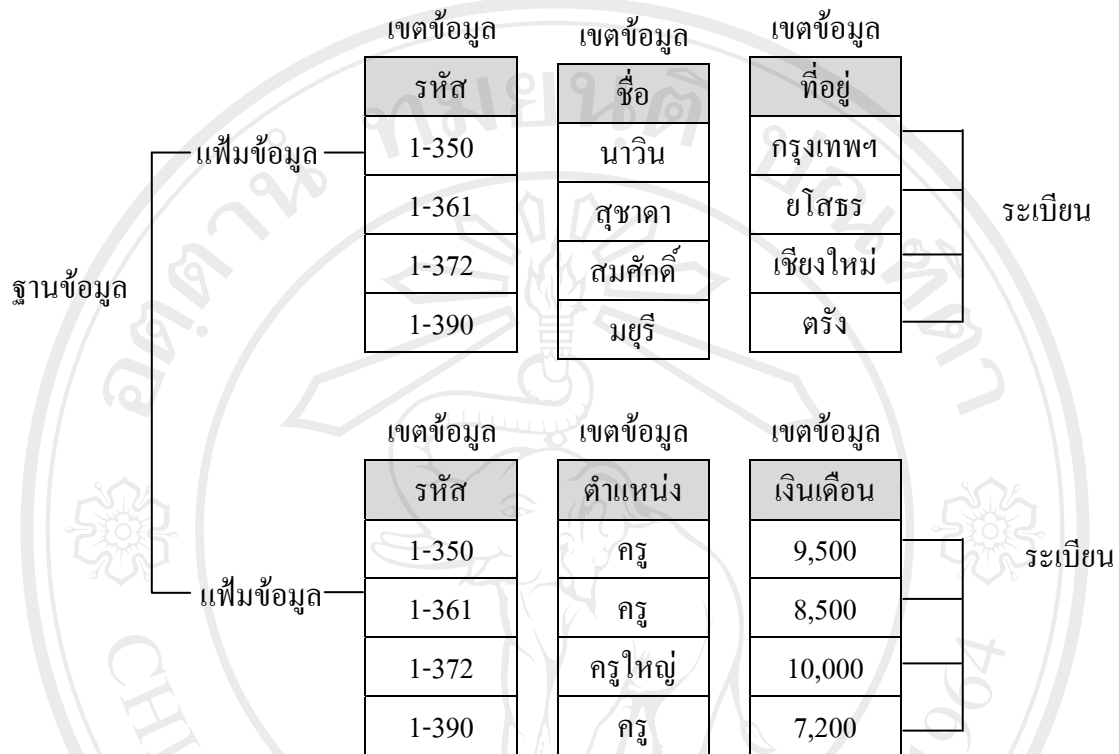 เขตข้อมูล เขตข้อมูล เขตข้อมูล
รหัส ชื่อ ที่อยู่
แฟ้มข้อมูล 1-350 นาวิน กรุงเทพฯ
1-361 สุชาดา ยโสธร ระเบียน
1-372 สมศักดิ์ เชียงใหม่
ฐานข้อมูล
1-390 มยุรี ตรัง
เขตข้อมูล เขตข้อมูล เขตข้อมูล
รหัส ตำแหน่ง เงินเดือน
1-350 ครู 9,500 ระเบียน
แฟ้มข้อมูล 1-361 ครู 8,500
1-372 ครูใหญ่ 10,000
1-390 ครู 7,200